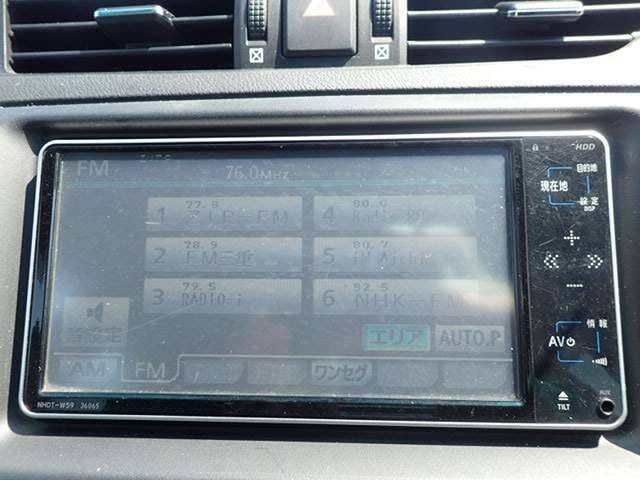 HDD
FM
76.0MHz
目的地
現在地
設定
DISP
1 77.8 ZIP-FM
4 80.0
2 78.9 FM三重
5 80.7
3 79.5 RADIO-i
6 82.5 NHK-FM
音設定
エリア
AUTO.P
情報
AV
AM
FM
ワンセグ
NHDT-W59 34065
TILT
AUX